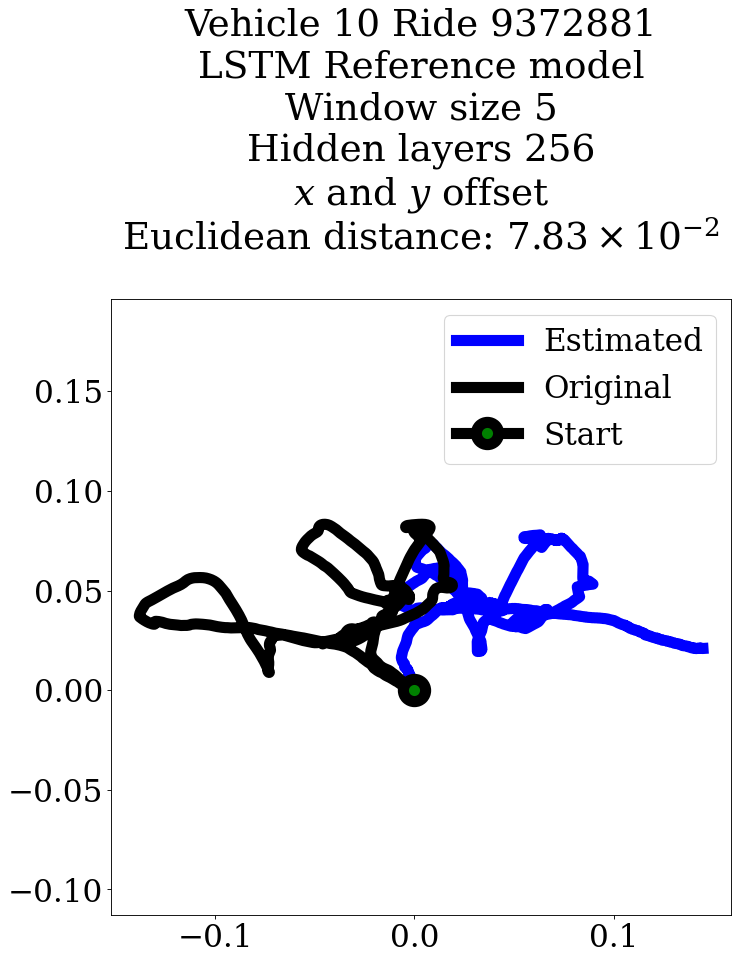 Vehicle 10 Ride 9372881
LSTM Reference model
Window size 5
Hidden layers 256
x and y offset
Euclidean distance: 7.83 × 10⁻²
Estimated
Original
Start
0.15
0.10
0.05
0.00
−0.05
−0.10
−0.1 0.0 0.1